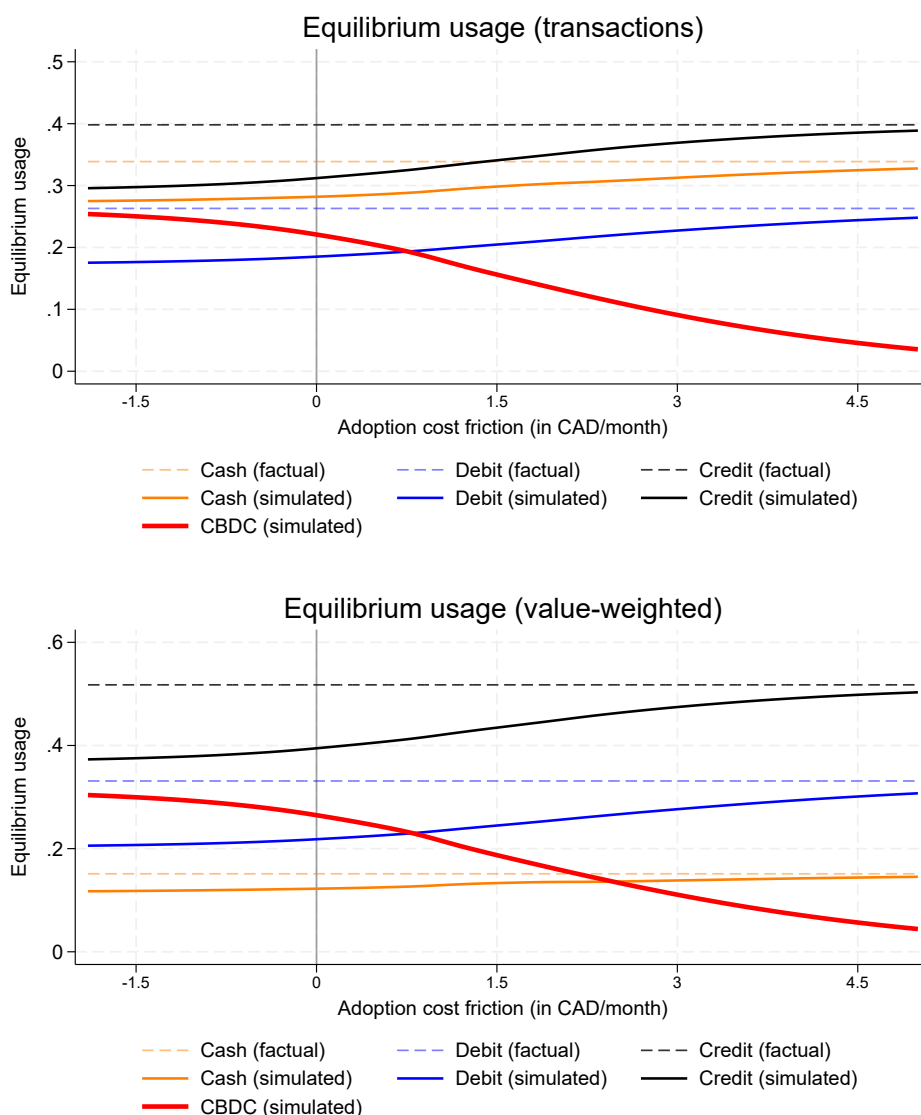 Equilibrium usage (transactions)
.5
.4
.3
.2
.1
0
Equilibrium usage
-1.5 0 1.5 3 4.5
Adoption cost friction (in CAD/month)
Cash (factual) Debit (factual) Credit (factual)
Cash (simulated) Debit (simulated) Credit (simulated)
CBDC (simulated)
Equilibrium usage (value-weighted)
.6
.4
.2
0
Equilibrium usage
-1.5 0 1.5 3 4.5
Adoption cost friction (in CAD/month)
Cash (factual) Debit (factual) Credit (factual)
Cash (simulated) Debit (simulated) Credit (simulated)
CBDC (simulated)